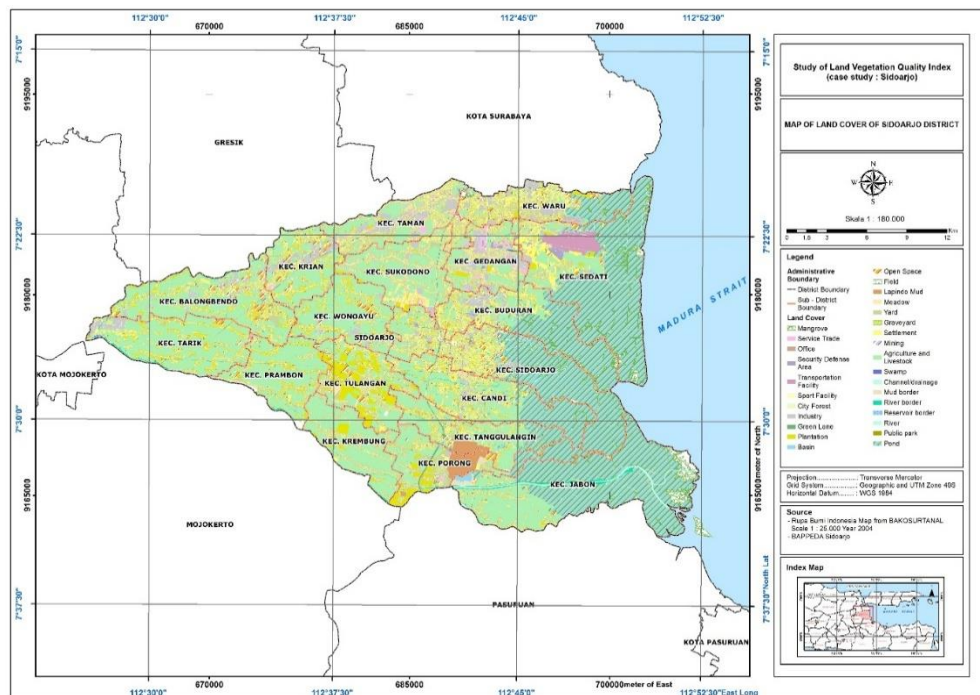 112°30'0"
112°37'30"
112°45'0"
112°52'30"
670000
685000
700000
7°15'0"
9195000
7°22'30"
9180000
7°30'0"
9165000
7°37'30"
KOTA SURABAYA
GRESIK
KEC. WARU
KEC. TAMAN
KEC. GEDANGAN
KEC. SEDATI
KEC. KRIAN
KEC. SUKODONO
KEC. BALONGBENDO
KEC. BUDURAN
KEC. WONOAYU
SIDOARJO
KEC. TARIK
KEC. SIDOARJO
KOTA MOJOKERTO
KEC. PRAMBON
KEC. TULANGAN
KEC. CANDI
KEC. KREMBUNG
KEC. TANGGULANGIN
KEC. PORONG
KEC. JABON
MOJOKERTO
PASURUAN
KOTA PASURUAN
MADURA STRAIT
7°15'0"
9195000
7°22'30"
9180000
7°30'0"
9165000 meter of North
7°37'30" North Lat
112°30'0"
112°37'30"
112°45'0"
112°52'30" East Long
670000
685000
700000 meter of East
Study of Land Vegetation Quality Index
(case study : Sidoarjo)
MAP OF LAND COVER OF SIDOARJO DISTRICT
N
W
E
S
Skala 1 : 180.000
Legend
Administrative
Boundary
District Boundary
Sub - District
Boundary
Land Cover
Mangrove
Service Trade
Office
Security Defense
Area
Transportation
Facility
Sport Facility
City Forest
Industry
Green Lane
Plantation
Basin
Open Space
Field
Lapindo Mud
Meadow
Yard
Graveyard
Settlement
Mining
Agriculture and
Livestock
Swamp
Channel/drainage
Mud border
River border
Reservoir border
River
Public park
Pond
Projection : Transverse Mercator
Grid System : Geographic and UTM Zone 49S
Horizontal Datum : WGS 1984
Source
- Rupa Bumi Indonesia Map from BAKOSURTANAL
Scale 1 : 25.000 Year 2004
- BAPPEDA Sidoarjo
Index Map